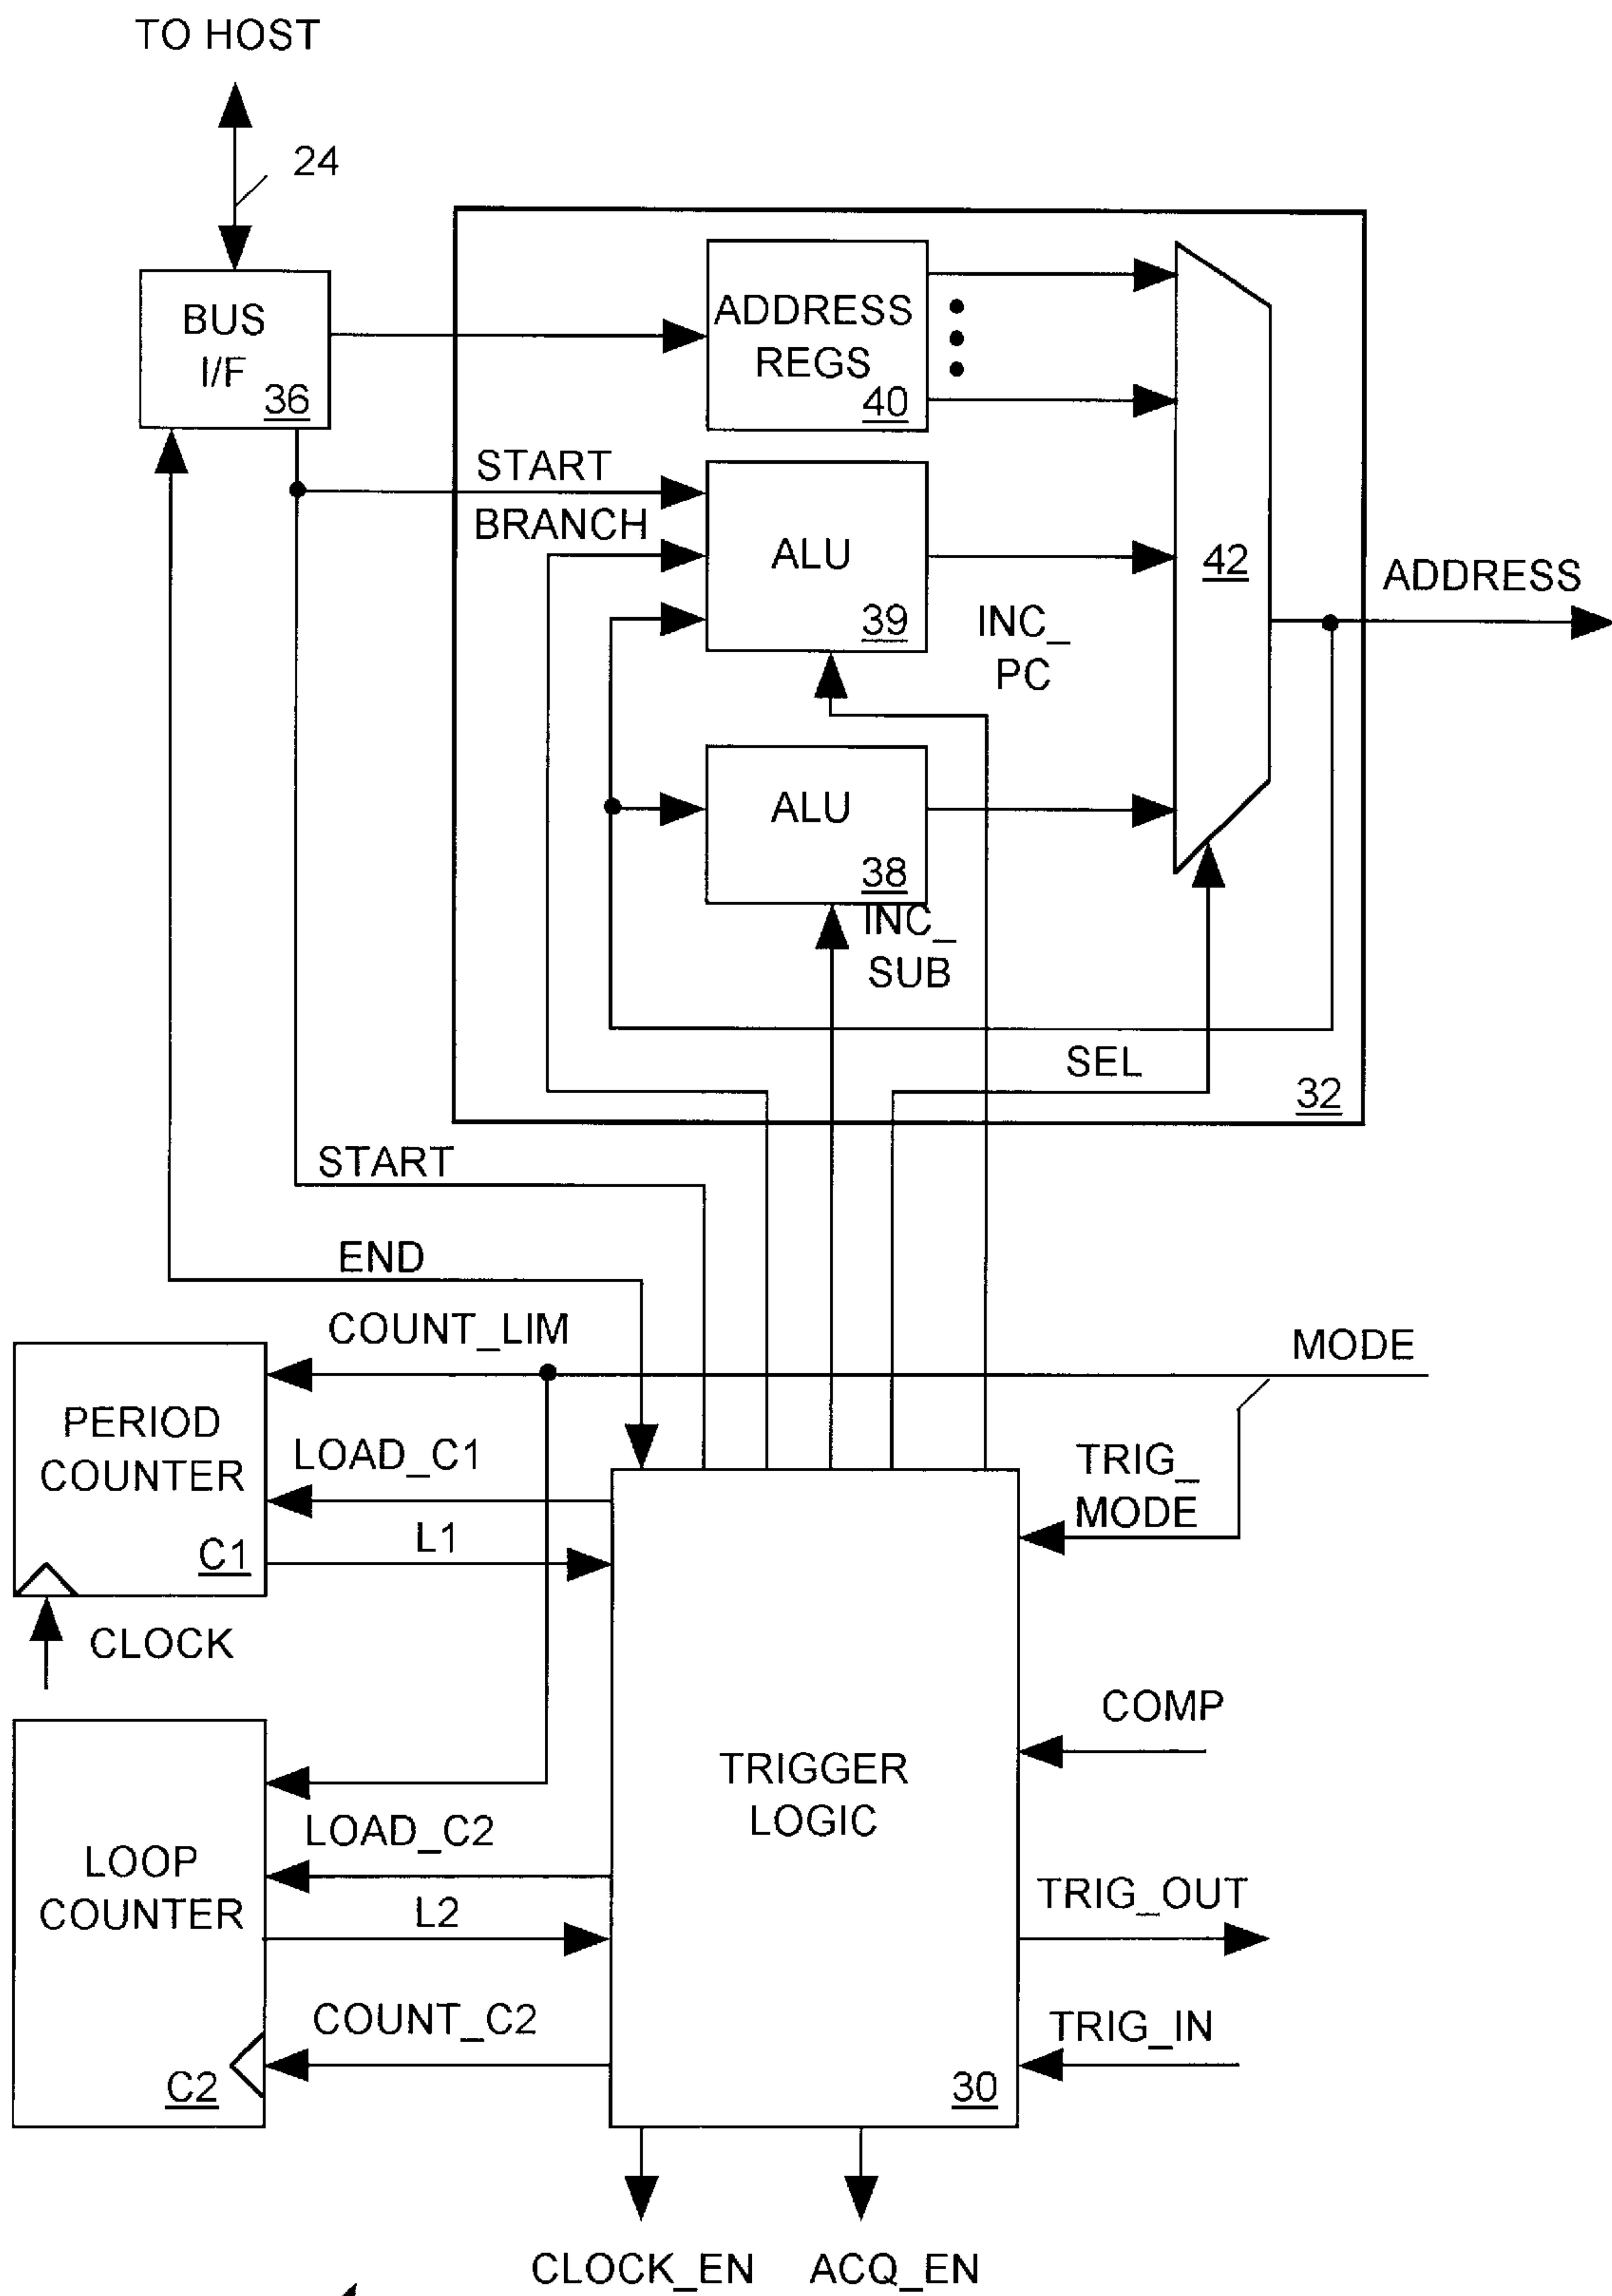 TO HOST
24
BUS
I/F
36
ADDRESS
REGS
40
START
BRANCH
ALU
39
INC_
PC
42
ADDRESS
ALU
38
INC_
SUB
SEL
32
START
END
COUNT_LIM
MODE
PERIOD
COUNTER
C1
LOAD_C1
L1
TRIG_
MODE
CLOCK
COMP
TRIGGER
LOGIC
30
LOOP
COUNTER
C2
LOAD_C2
L2
TRIG_OUT
COUNT_C2
TRIG_IN
CLOCK_EN
ACQ_EN